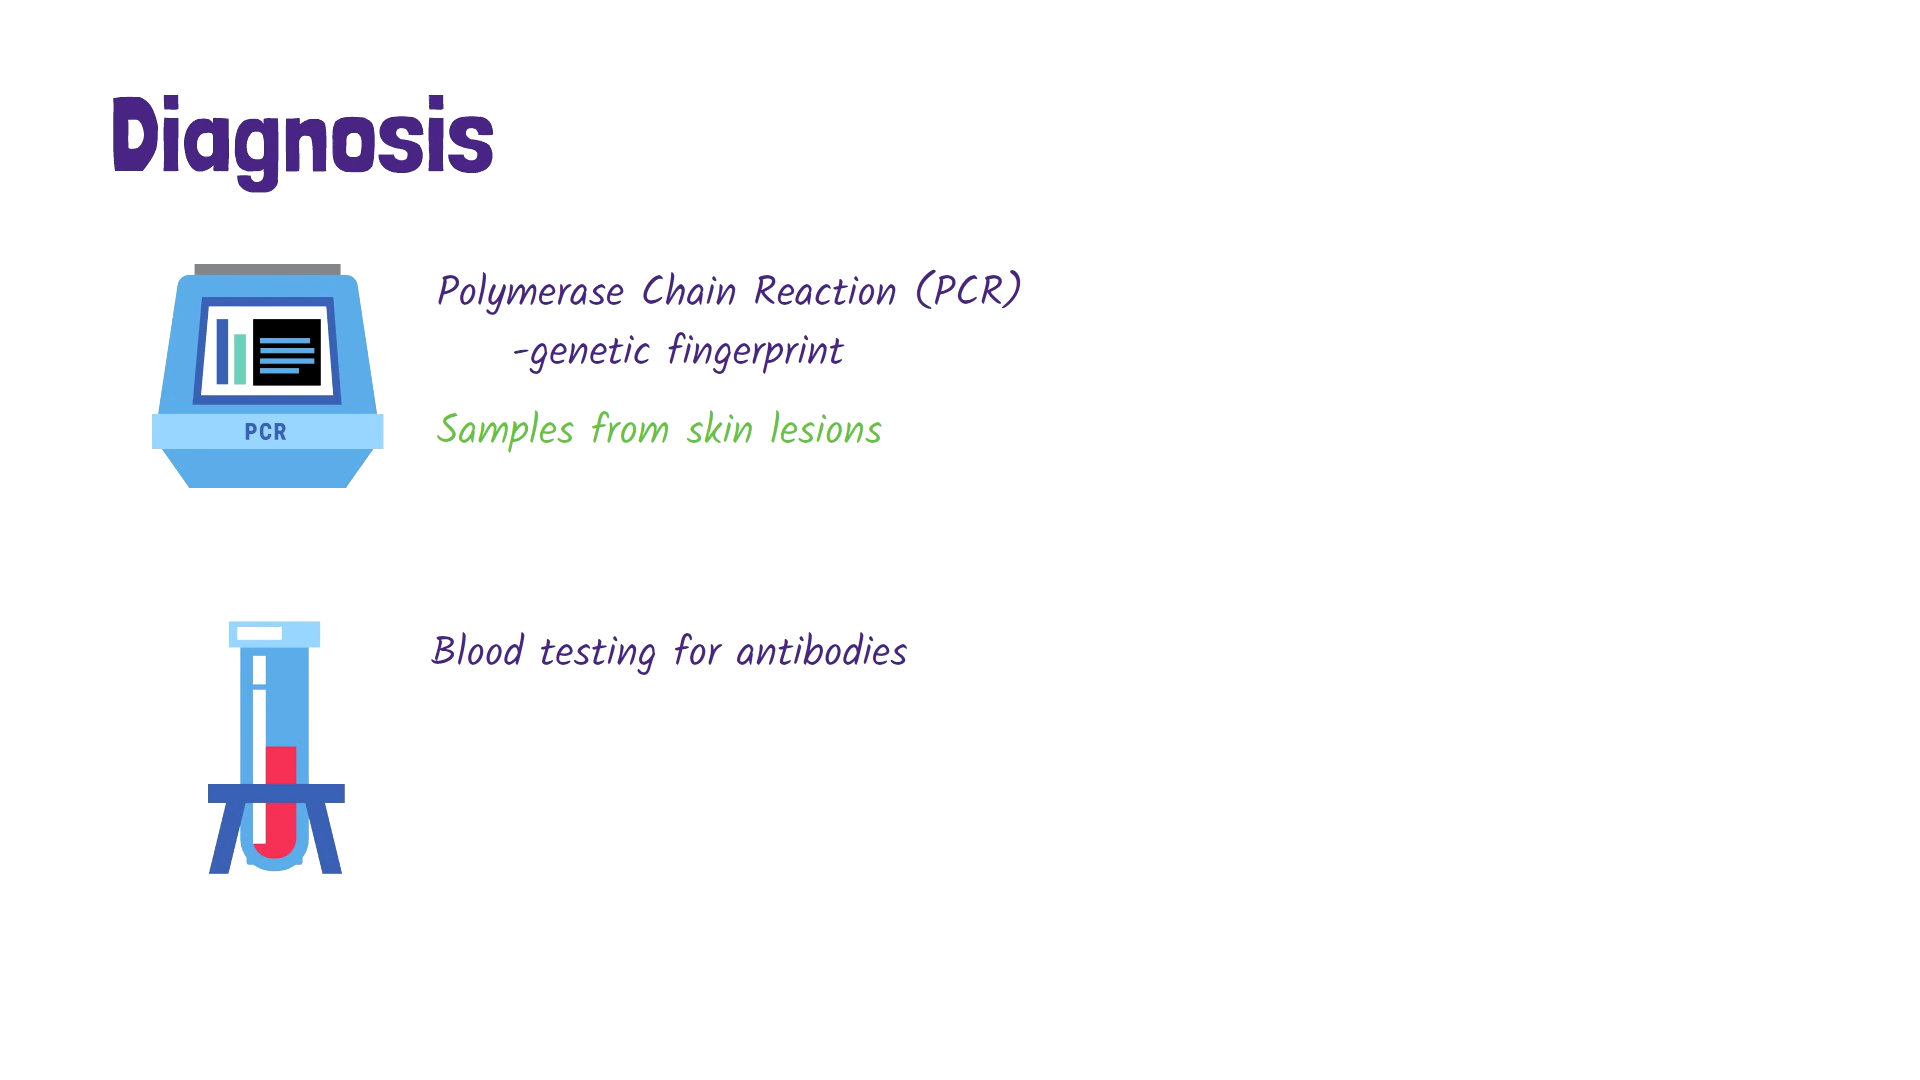 Diagnosis
Polymerase Chain Reaction (PCR)
-genetic fingerprint
Samples from skin lesions
PCR
Blood testing for antibodies